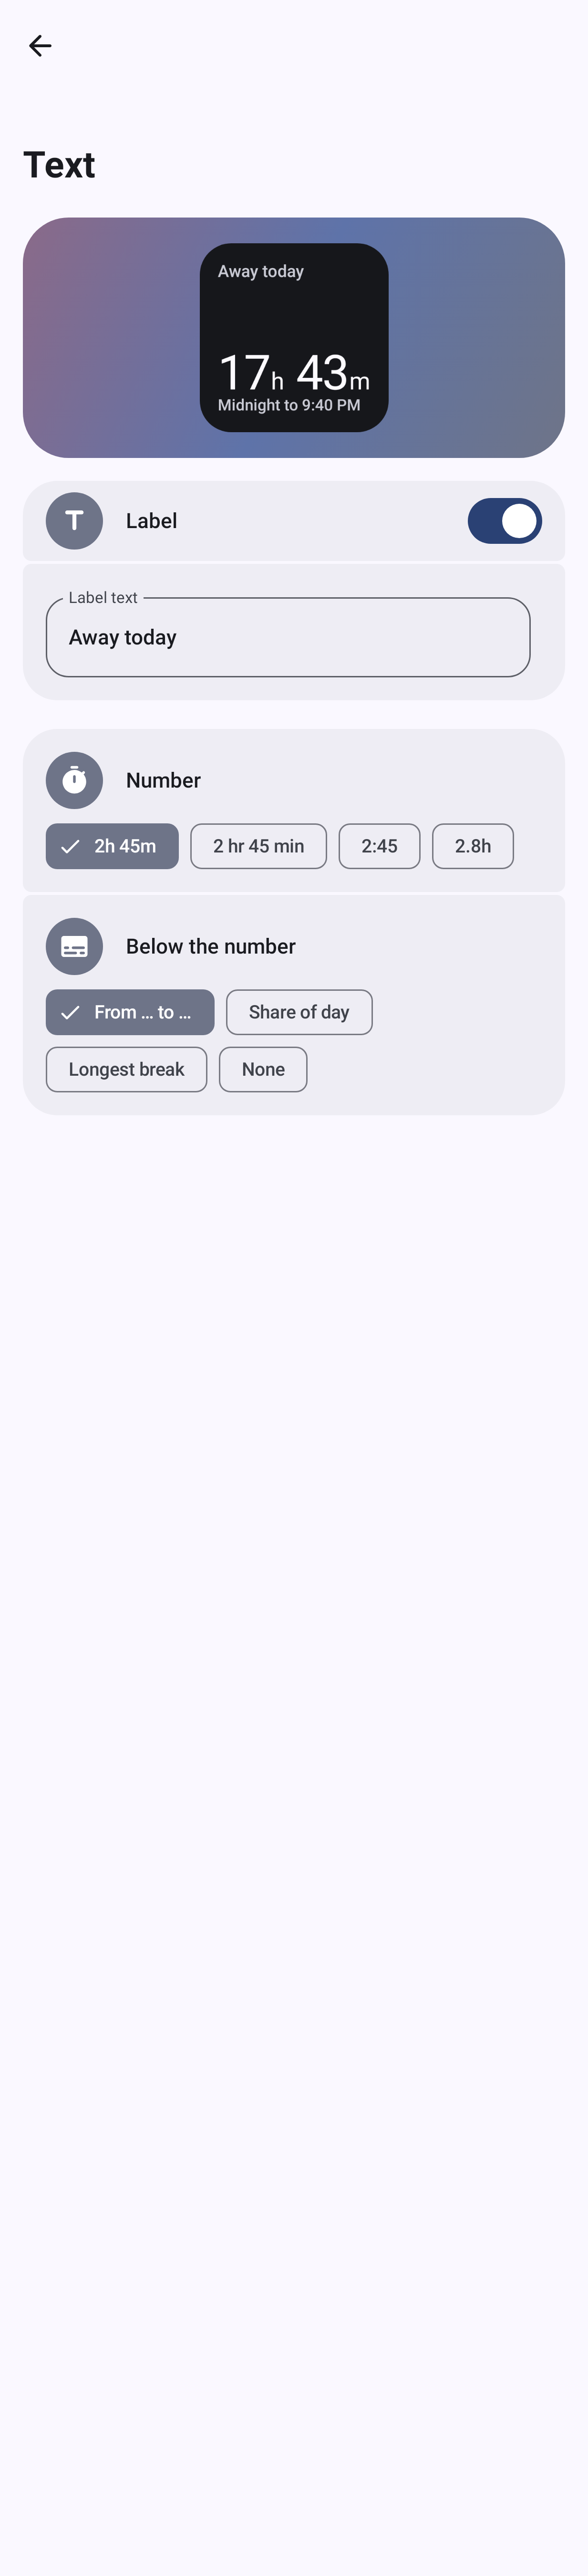 Text
Away today
17h 43m
Midnight to 9:40 PM
Label
Label text
Away today
Number
2h 45m
2 hr 45 min
2:45
2.8h
Below the number
From ... to ...
Share of day
Longest break
None